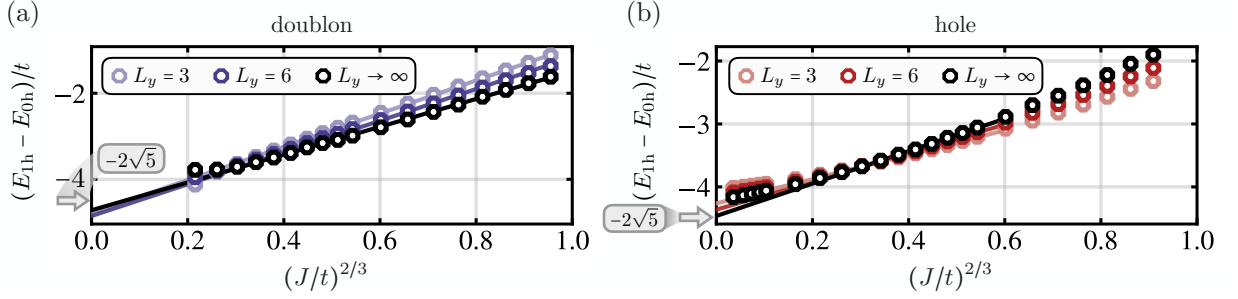 (a)
doublon
L_y = 3
L_y = 6
L_y → ∞
(E_1h − E_0h)/t
−2
−4
−2√5
0.0 0.2 0.4 0.6 0.8 1.0
(J/t)^2/3
(b)
hole
L_y = 3
L_y = 6
L_y → ∞
(E_1h − E_0h)/t
−2
−3
−4
−2√5
0.0 0.2 0.4 0.6 0.8 1.0
(J/t)^2/3